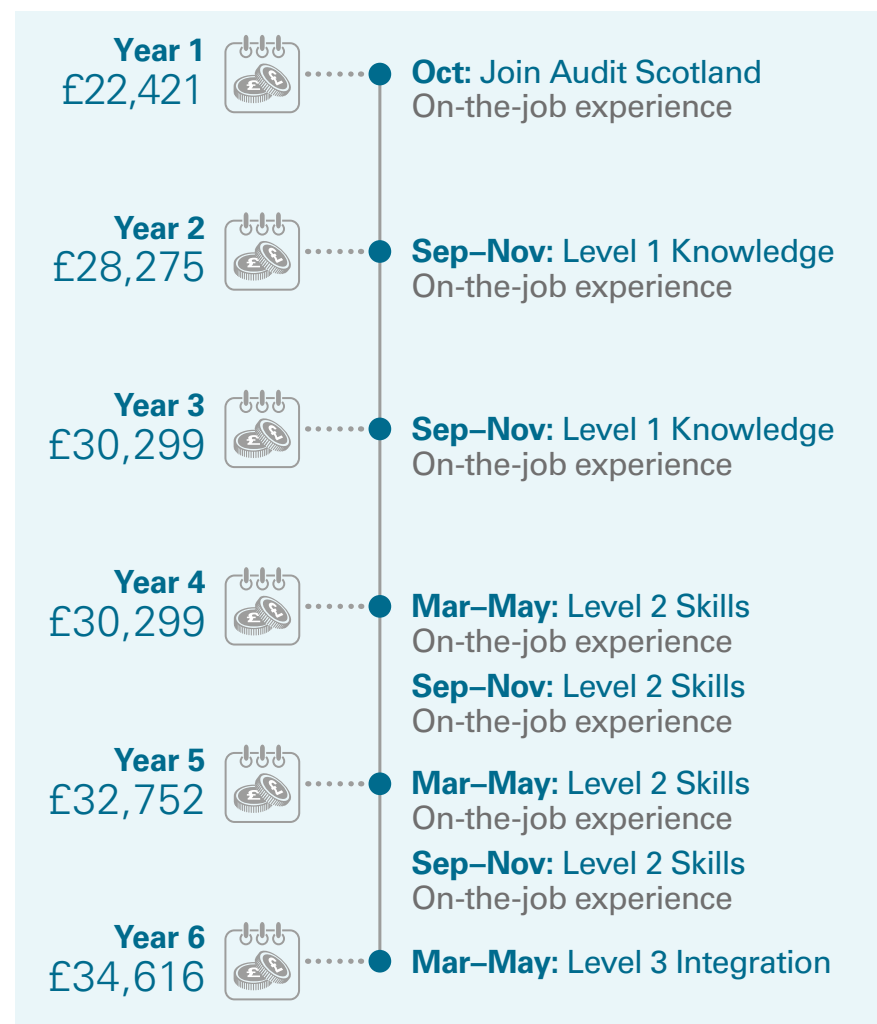 Year 1
£22,421
Oct: Join Audit Scotland
On-the-job experience
Year 2
£28,275
Sep–Nov: Level 1 Knowledge
On-the-job experience
Year 3
£30,299
Sep–Nov: Level 1 Knowledge
On-the-job experience
Year 4
£30,299
Mar–May: Level 2 Skills
On-the-job experience
Sep–Nov: Level 2 Skills
On-the-job experience
Year 5
£32,752
Mar–May: Level 2 Skills
On-the-job experience
Sep–Nov: Level 2 Skills
On-the-job experience
Year 6
£34,616
Mar–May: Level 3 Integration